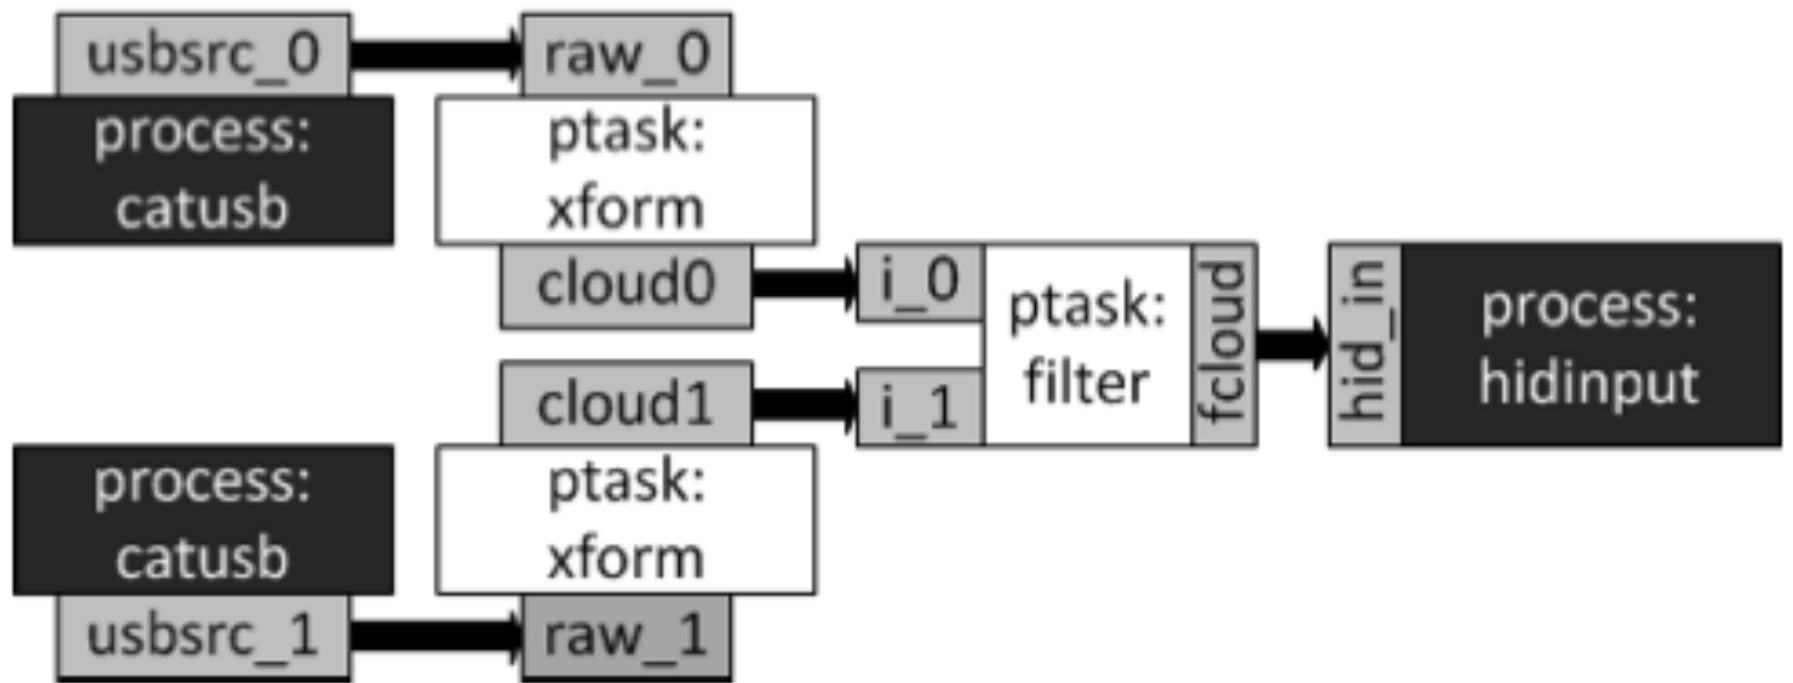 usbsrc_0
raw_0
process:
catusb
ptask:
xform
cloud0
i_0
ptask:
filter
fcloud
hid_in
process:
hidinput
cloud1
i_1
process:
catusb
ptask:
xform
usbsrc_1
raw_1